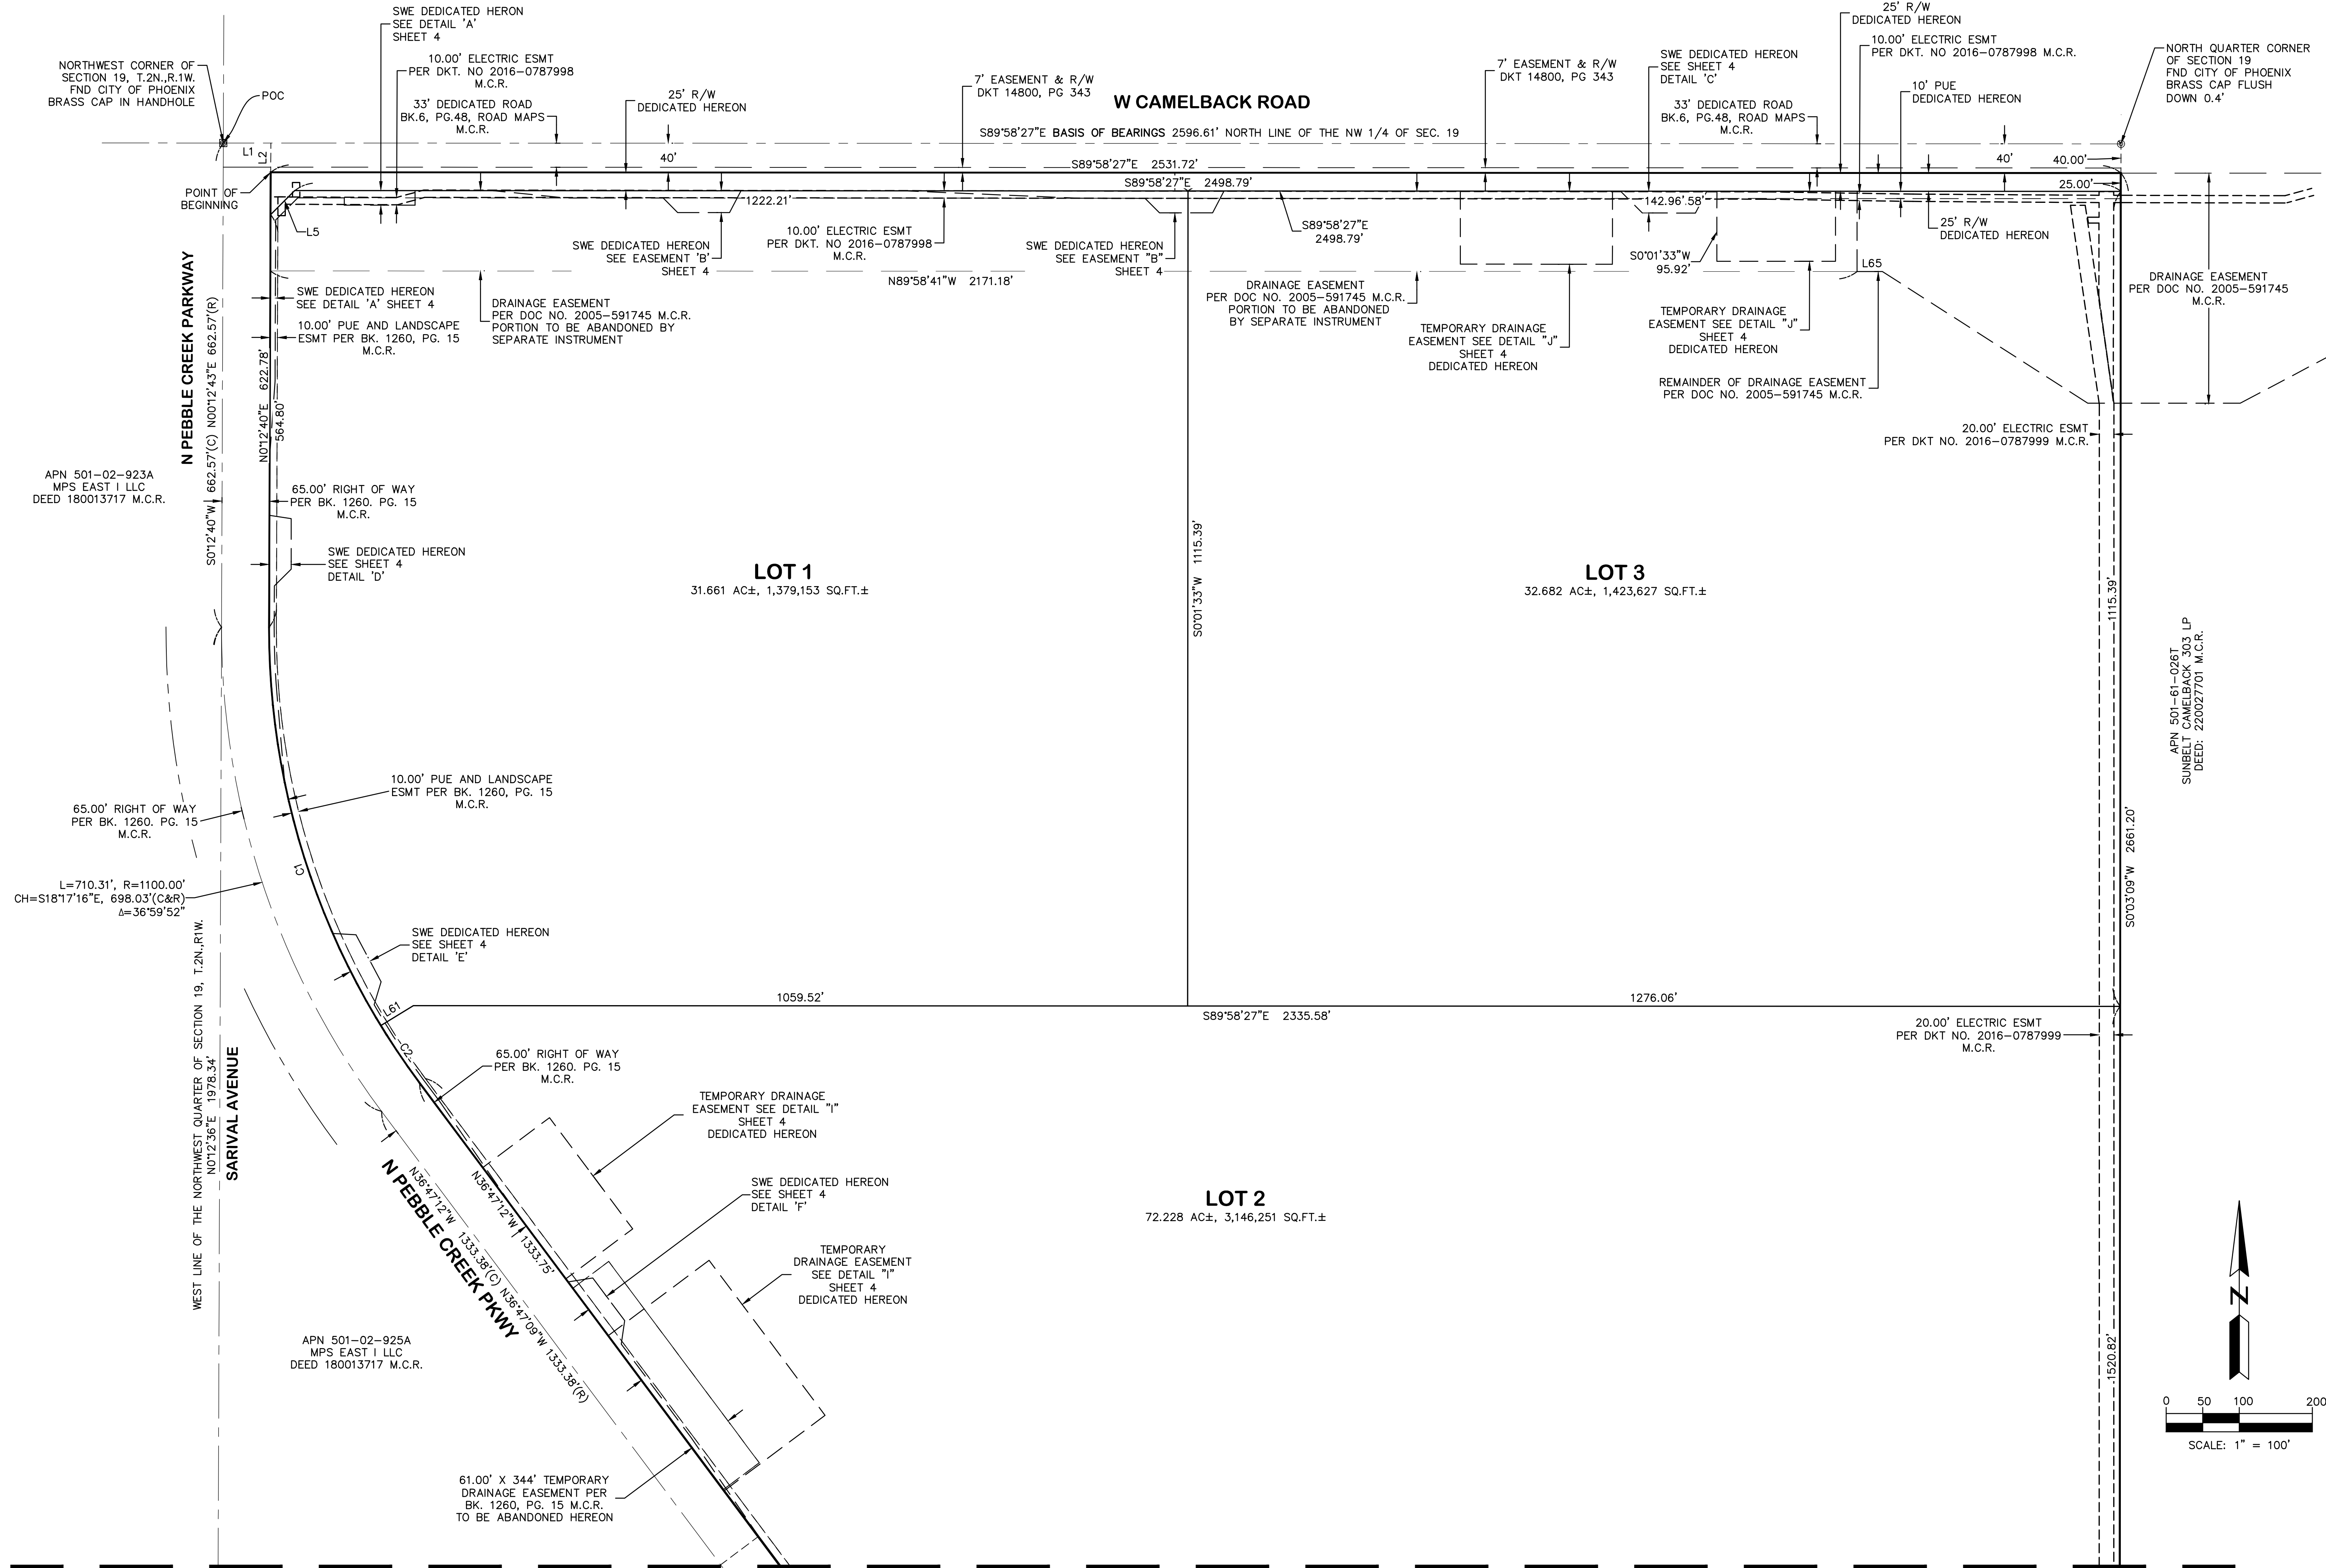 SWE DEDICATED HERON
SEE DETAIL 'A'
SHEET 4
NORTHWEST CORNER OF
SECTION 19, T.2N.,R.1W.
FND CITY OF PHOENIX
BRASS CAP IN HANDHOLE
POC
10.00' ELECTRIC ESMT
PER DKT. NO 2016-0787998
M.C.R.
33' DEDICATED ROAD
BK.6, PG.48, ROAD MAPS
M.C.R.
25' R/W
DEDICATED HEREON
7' EASEMENT & R/W
DKT 14800, PG 343
W CAMELBACK ROAD
S89°58'27"E BASIS OF BEARINGS 2596.61' NORTH LINE OF THE NW 1/4 OF SEC. 19
7' EASEMENT & R/W
DKT 14800, PG 343
SWE DEDICATED HEREON
SEE SHEET 4
DETAIL 'C'
33' DEDICATED ROAD
BK.6, PG.48, ROAD MAPS
M.C.R.
25' R/W
DEDICATED HEREON
10.00' ELECTRIC ESMT
PER DKT. NO 2016-0787998 M.C.R.
10' PUE
DEDICATED HEREON
NORTH QUARTER CORNER
OF SECTION 19
FND CITY OF PHOENIX
BRASS CAP FLUSH
DOWN 0.4'
L1
L2
40'
S89°58'27"E 2531.72'
S89°58'27"E 2498.79'
40'
40.00'
25.00'
POINT OF
BEGINNING
L5
1222.21'
142.96'.58'
SWE DEDICATED HEREON
SEE EASEMENT 'B'
SHEET 4
10.00' ELECTRIC ESMT
PER DKT. NO 2016-0787998
M.C.R.
SWE DEDICATED HEREON
SEE EASEMENT "B"
SHEET 4
S89°58'27"E
2498.79'
S0°01'33"W
95.92'
25' R/W
DEDICATED HEREON
N89°58'41"W 2171.18'
L65
N PEBBLE CREEK PARKWAY
S0°12'40"W 662.57'(C) N00°12'43"E 662.57'(R)
N0°12'40"E 622.78'
564.80'
SWE DEDICATED HEREON
SEE DETAIL 'A' SHEET 4
10.00' PUE AND LANDSCAPE
ESMT PER BK. 1260, PG. 15
M.C.R.
DRAINAGE EASEMENT
PER DOC NO. 2005-591745 M.C.R.
PORTION TO BE ABANDONED BY
SEPARATE INSTRUMENT
DRAINAGE EASEMENT
PER DOC NO. 2005-591745 M.C.R.
PORTION TO BE ABANDONED
BY SEPARATE INSTRUMENT
TEMPORARY DRAINAGE
EASEMENT SEE DETAIL "J"
SHEET 4
DEDICATED HEREON
TEMPORARY DRAINAGE
EASEMENT SEE DETAIL "J"
SHEET 4
DEDICATED HEREON
REMAINDER OF DRAINAGE EASEMENT
PER DOC NO. 2005-591745 M.C.R.
DRAINAGE EASEMENT
PER DOC NO. 2005-591745
M.C.R.
20.00' ELECTRIC ESMT
PER DKT NO. 2016-0787999 M.C.R.
APN 501-02-923A
MPS EAST I LLC
DEED 180013717 M.C.R.
65.00' RIGHT OF WAY
PER BK. 1260. PG. 15
M.C.R.
SWE DEDICATED HEREON
SEE SHEET 4
DETAIL 'D'
LOT 1
31.661 AC±, 1,379,153 SQ.FT.±
S0°01'33"W 1115.39'
LOT 3
32.682 AC±, 1,423,627 SQ.FT.±
1115.39'
APN 501-61-026T
SUNBELT CAMELBACK 303 LP
DEED: 220027701 M.C.R.
S0°03'09"W 2661.20'
10.00' PUE AND LANDSCAPE
ESMT PER BK. 1260, PG. 15
M.C.R.
65.00' RIGHT OF WAY
PER BK. 1260. PG. 15
M.C.R.
C1
L=710.31', R=1100.00'
CH=S18°17'16"E, 698.03'(C&R)
Δ=36°59'52"
SWE DEDICATED HEREON
SEE SHEET 4
DETAIL 'E'
L61
1059.52'
1276.06'
S89°58'27"E 2335.58'
20.00' ELECTRIC ESMT
PER DKT NO. 2016-0787999
M.C.R.
C2
65.00' RIGHT OF WAY
PER BK. 1260. PG. 15
M.C.R.
WEST LINE OF THE NORTHWEST QUARTER OF SECTION 19, T.2N.,R1W.
N0°12'36"E 1978.34'
SARIVAL AVENUE
TEMPORARY DRAINAGE
EASEMENT SEE DETAIL "I"
SHEET 4
DEDICATED HEREON
N36°47'12"W 1333.75'
N36°47'12"W 1333.38'(C) N36°47'09"W 1333.38'(R)
N PEBBLE CREEK PKWY
SWE DEDICATED HEREON
SEE SHEET 4
DETAIL 'F'
LOT 2
72.228 AC±, 3,146,251 SQ.FT.±
TEMPORARY
DRAINAGE EASEMENT
SEE DETAIL "I"
SHEET 4
DEDICATED HEREON
APN 501-02-925A
MPS EAST I LLC
DEED 180013717 M.C.R.
1520.82'
61.00' X 344' TEMPORARY
DRAINAGE EASEMENT PER
BK. 1260, PG. 15 M.C.R.
TO BE ABANDONED HEREON
N
0 50 100 200
SCALE: 1" = 100'